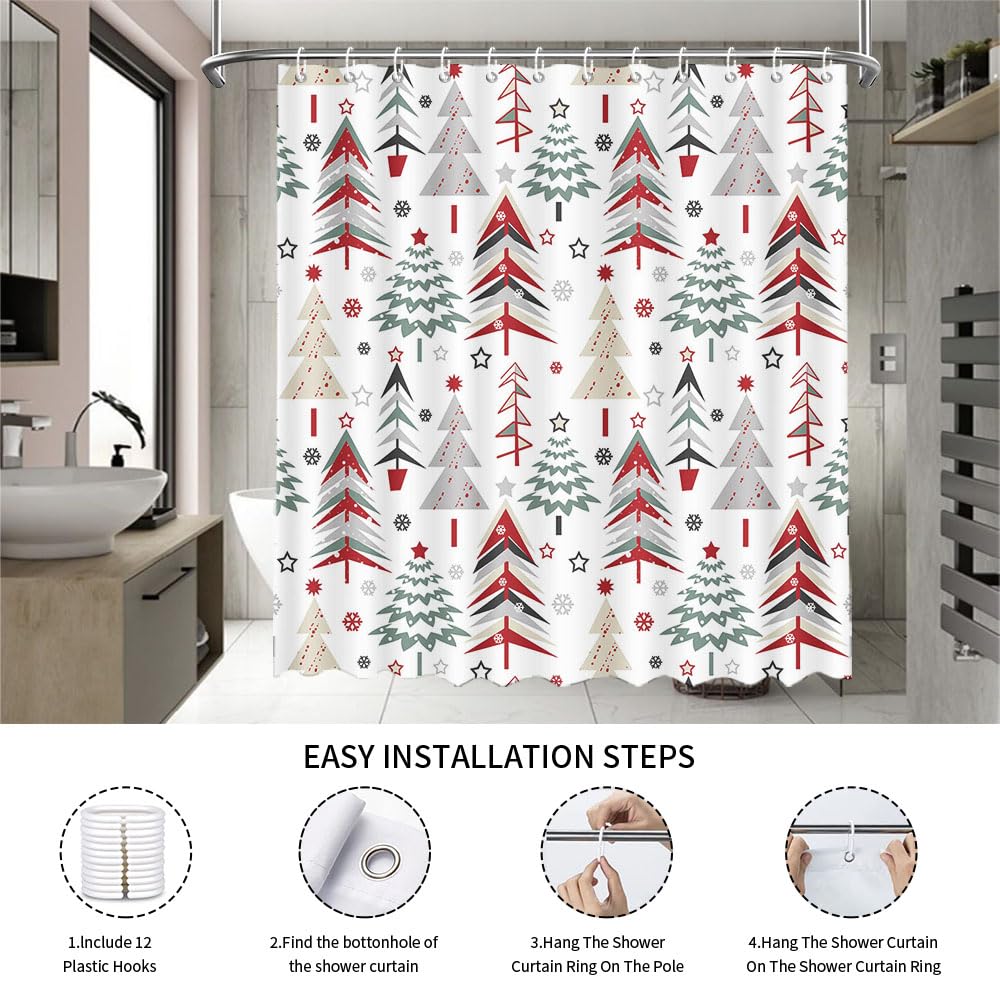 EASY INSTALLATION STEPS
1.Include 12
Plastic Hooks
2.Find the bottonhole of
the shower curtain
3.Hang The Shower
Curtain Ring On The Pole
4.Hang The Shower Curtain
On The Shower Curtain Ring